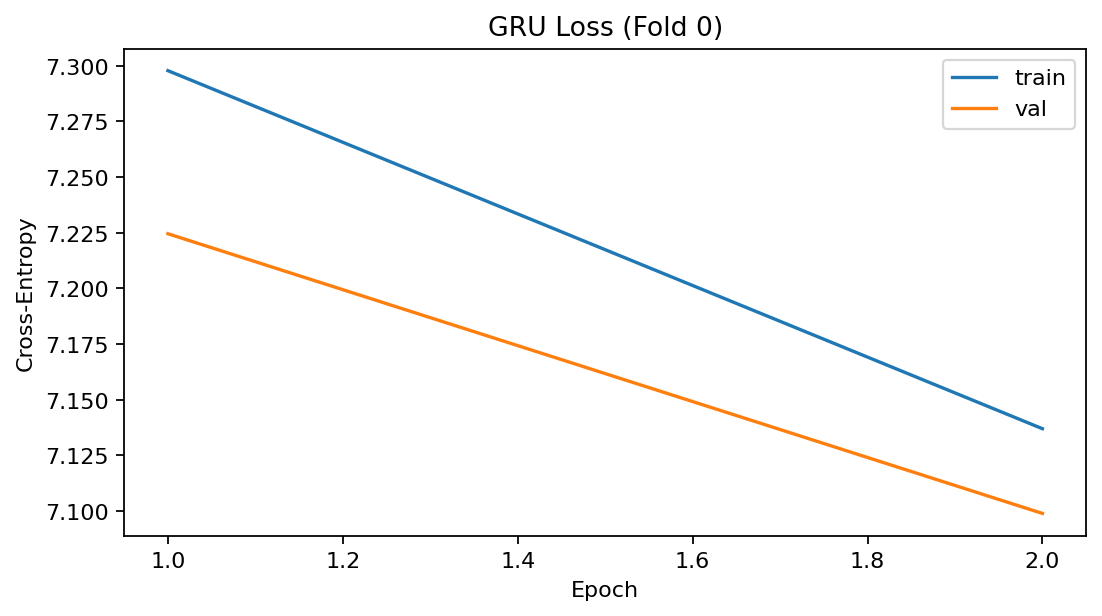 GRU Loss (Fold 0)
train
val
Cross-Entropy
7.300
7.275
7.250
7.225
7.200
7.175
7.150
7.125
7.100
1.0 1.2 1.4 1.6 1.8 2.0
Epoch